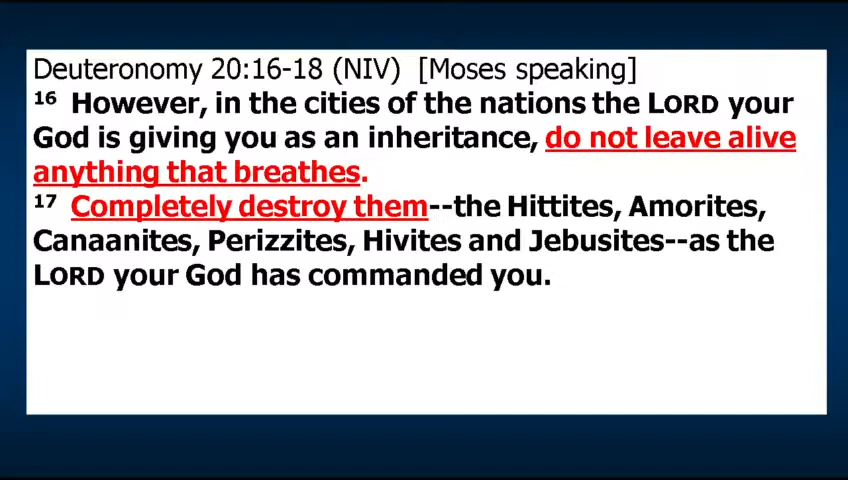 Deuteronomy 20:16-18 (NIV) [Moses speaking]
16 However, in the cities of the nations the LORD your
God is giving you as an inheritance, do not leave alive
anything that breathes.
17 Completely destroy them--the Hittites, Amorites,
Canaanites, Perizzites, Hivites and Jebusites--as the
LORD your God has commanded you.